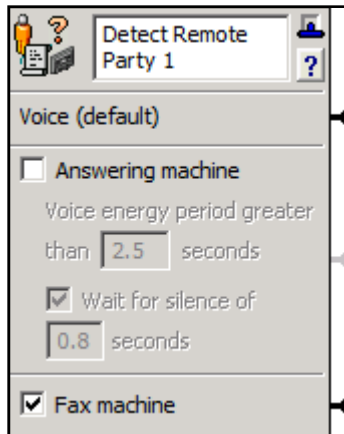 Detect Remote
Party 1
?
Voice (default)
Answering machine
Voice energy period greater
than 2.5 seconds
Wait for silence of
0.8 seconds
Fax machine